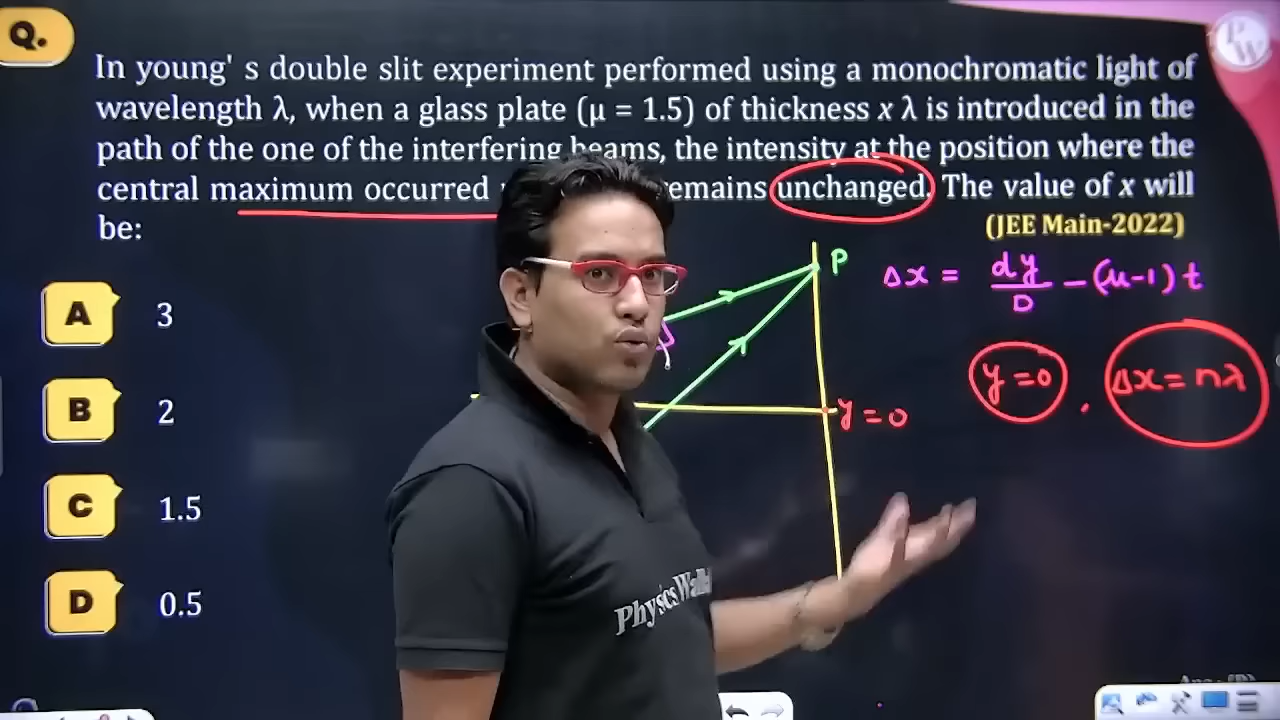 Q.
PW
In young' s double slit experiment performed using a monochromatic light of
wavelength λ, when a glass plate (μ = 1.5) of thickness x λ is introduced in the
path of the one of the interfering beams, the intensity at the position where the
central maximum occurred remains unchanged. The value of x will
be:
(JEE Main-2022)
A 3
B 2
C 1.5
D 0.5
P
Δx = dy/D - (μ-1)t
y=0, Δx=nλ
y=0
PhysicsWallah